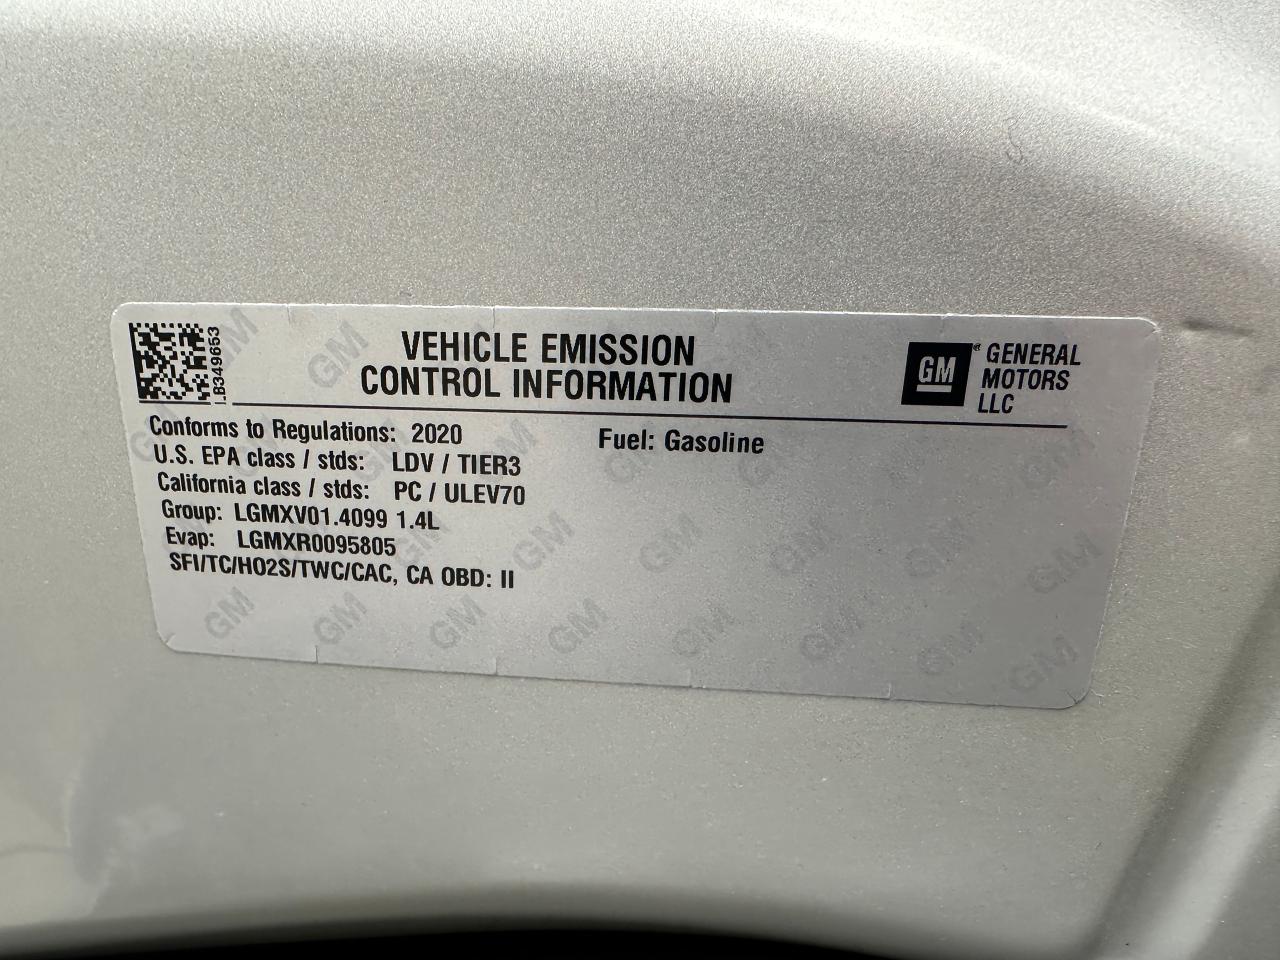 LB349653
VEHICLE EMISSION
CONTROL INFORMATION
GM® GENERAL
MOTORS
LLC
Conforms to Regulations: 2020
Fuel: Gasoline
U.S. EPA class / stds: LDV / TIER3
California class / stds: PC / ULEV70
Group: LGMXV01.4099 1.4L
Evap: LGMXR0095805
SFI/TC/HO2S/TWC/CAC, CA OBD: II